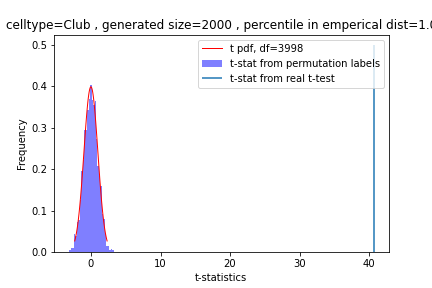 celltype=Club , generated size=2000 , percentile in emperical dist=1.0
t pdf, df=3998
t-stat from permutation labels
t-stat from real t-test
Frequency
0.5
0.4
0.3
0.2
0.1
0.0
0 10 20 30 40
t-statistics